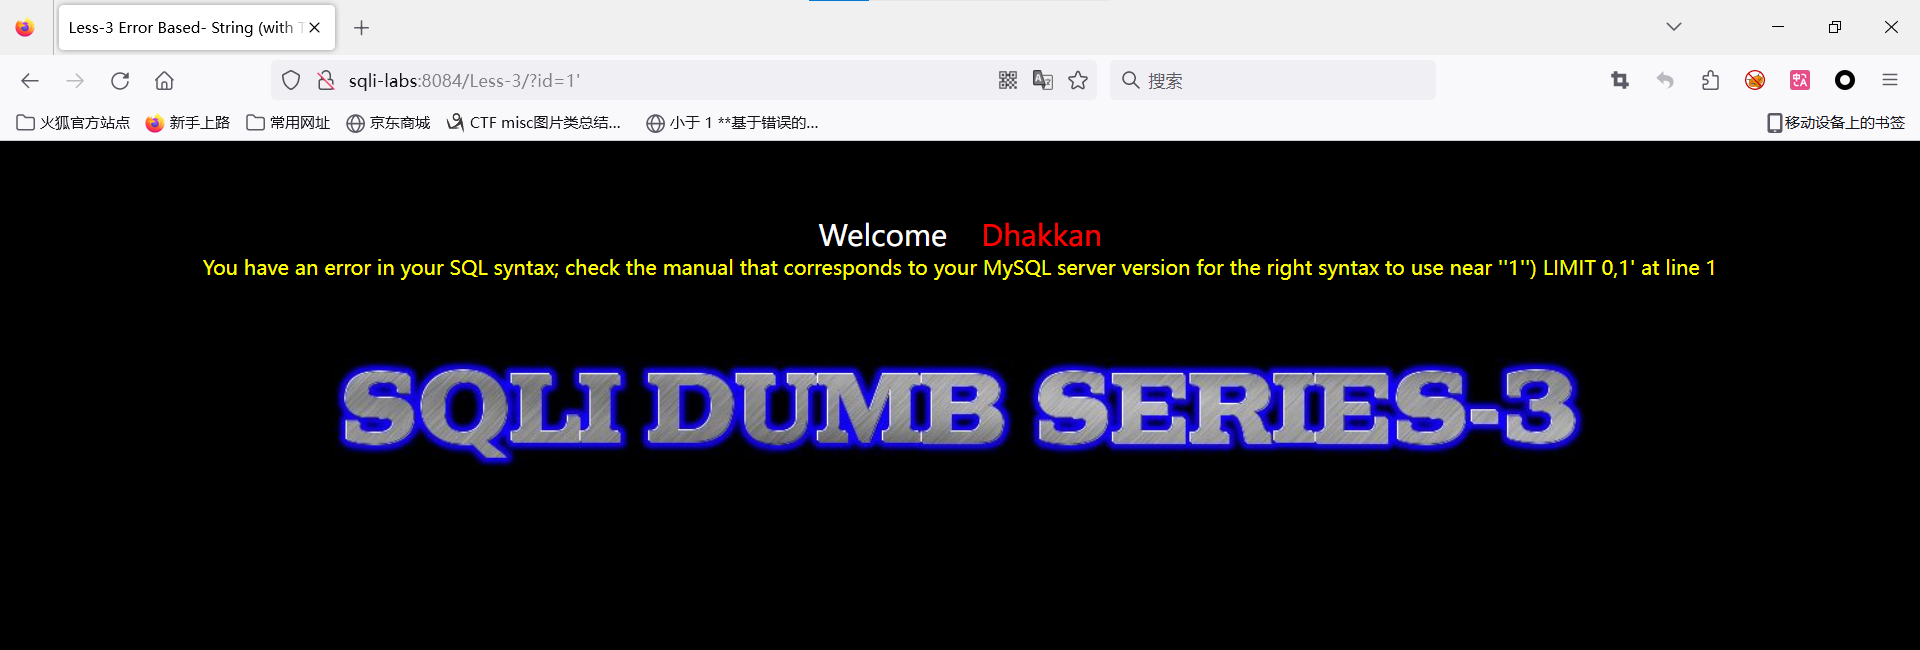 Less-3 Error Based- String (with T
sqli-labs:8084/Less-3/?id=1'
搜索
火狐官方站点 新手上路 常用网址 京东商城 CTF misc图片类总结... 小于 1 **基于错误的... 移动设备上的书签
Welcome Dhakkan
You have an error in your SQL syntax; check the manual that corresponds to your MySQL server version for the right syntax to use near ''1'') LIMIT 0,1' at line 1
SQLI DUMB SERIES-3